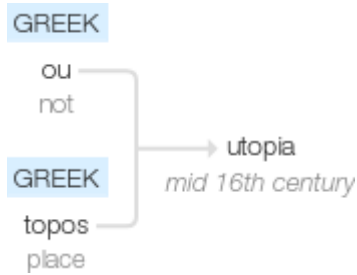 GREEK
ou
not
GREEK
topos
place
utopia
mid 16th century